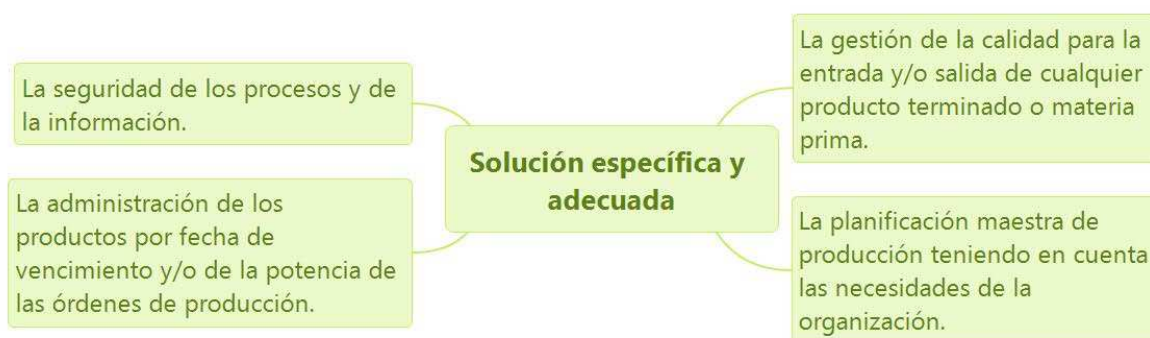 La seguridad de los procesos y de
la información.
La administración de los
productos por fecha de
vencimiento y/o de la potencia de
las órdenes de producción.
Solución específica y
adecuada
La gestión de la calidad para la
entrada y/o salida de cualquier
producto terminado o materia
prima.
La planificación maestra de
producción teniendo en cuenta
las necesidades de la
organización.